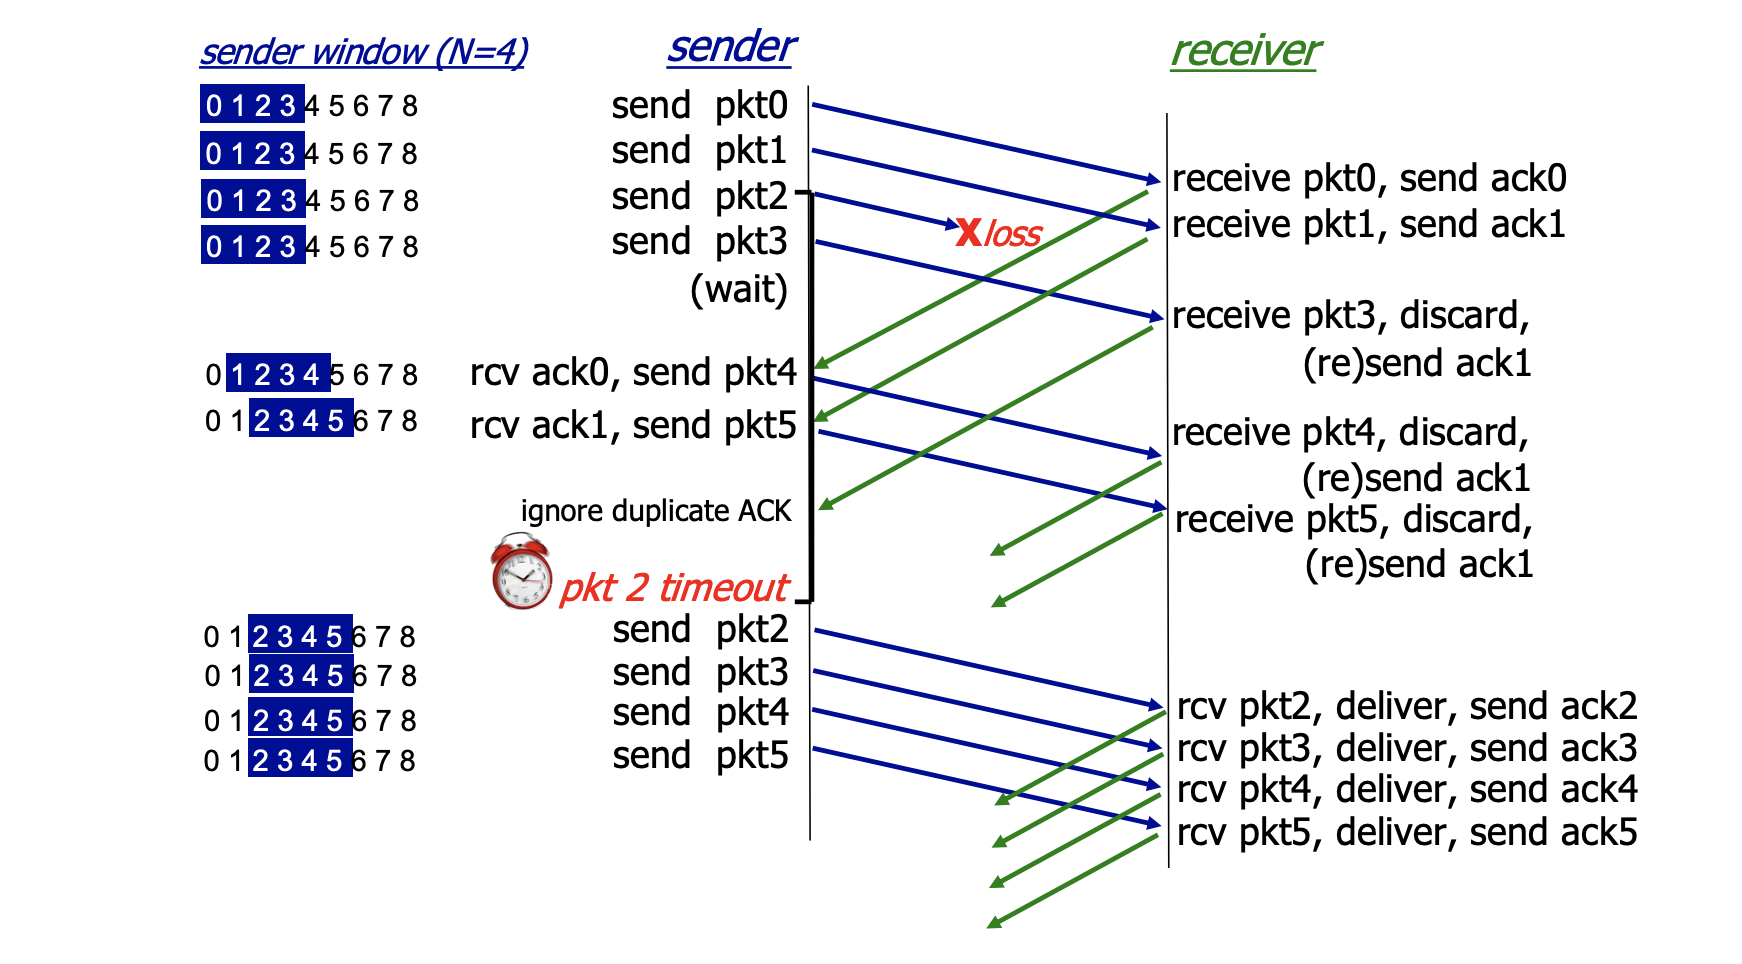 sender window (N=4)
sender
receiver
0 1 2 3 4 5 6 7 8
send pkt0
0 1 2 3 4 5 6 7 8
send pkt1
0 1 2 3 4 5 6 7 8
send pkt2
0 1 2 3 4 5 6 7 8
send pkt3
(wait)
X loss
receive pkt0, send ack0
receive pkt1, send ack1
receive pkt3, discard,
(re)send ack1
0 1 2 3 4 5 6 7 8
rcv ack0, send pkt4
0 1 2 3 4 5 6 7 8
rcv ack1, send pkt5
receive pkt4, discard,
(re)send ack1
receive pkt5, discard,
(re)send ack1
ignore duplicate ACK
pkt 2 timeout
0 1 2 3 4 5 6 7 8
send pkt2
0 1 2 3 4 5 6 7 8
send pkt3
0 1 2 3 4 5 6 7 8
send pkt4
0 1 2 3 4 5 6 7 8
send pkt5
rcv pkt2, deliver, send ack2
rcv pkt3, deliver, send ack3
rcv pkt4, deliver, send ack4
rcv pkt5, deliver, send ack5